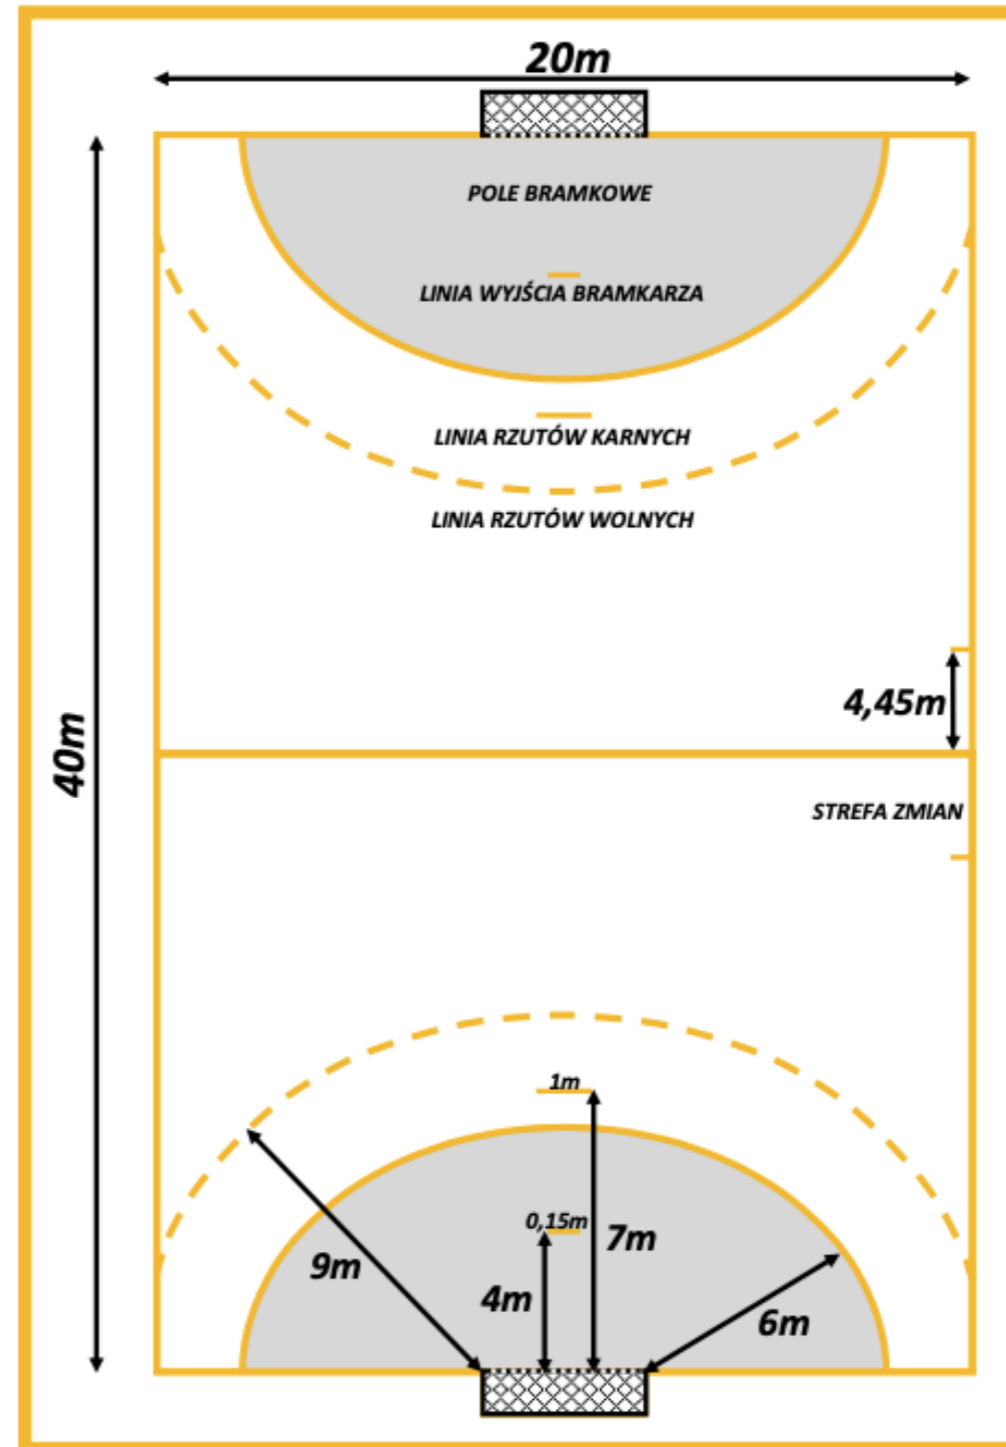 20m
POLE BRAMKOWE
LINIA WYJŚCIA BRAMKARZA
LINIA RZUTÓW KARNYCH
LINIA RZUTÓW WOLNYCH
4,45m
40m
STREFA ZMIAN
1m
0,15m
7m
9m
4m
6m